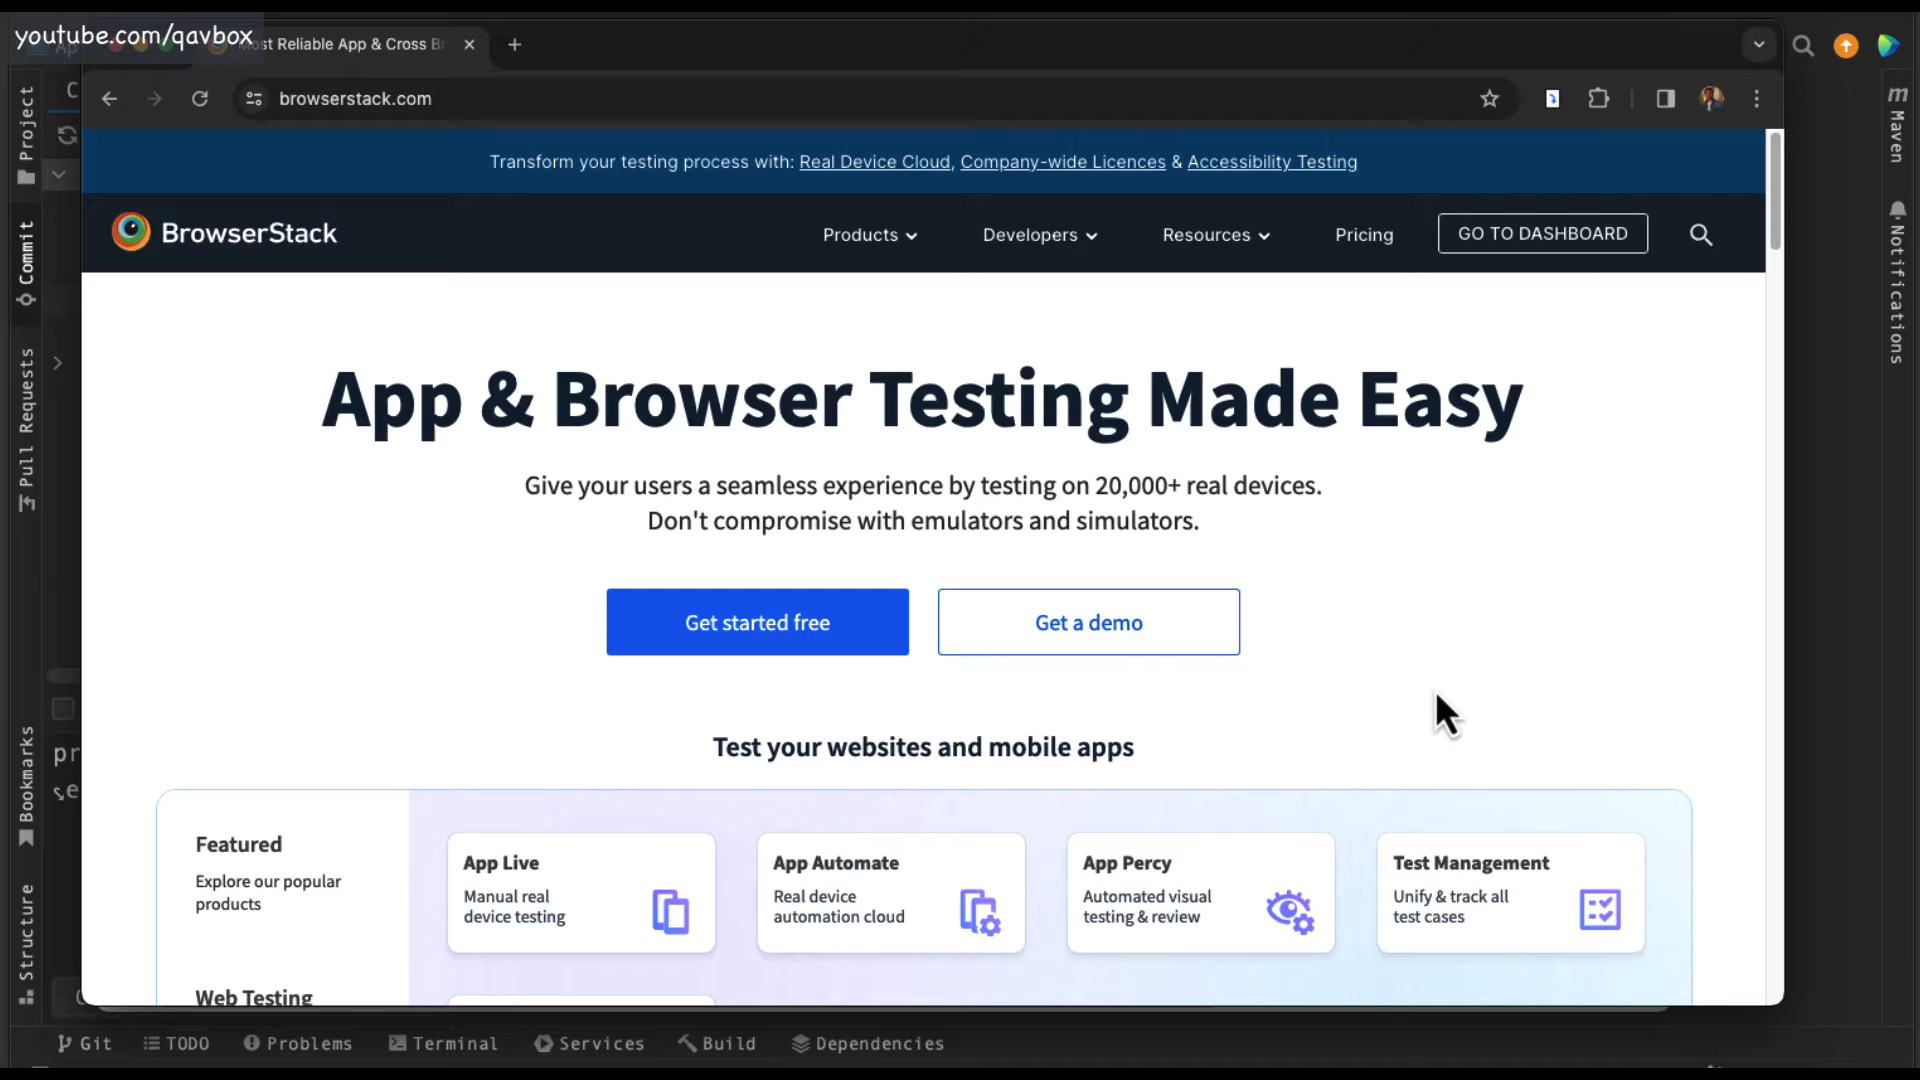 youtube.com/qavbox
Most Reliable App & Cross Br
browserstack.com
Transform your testing process with: Real Device Cloud, Company-wide Licences & Accessibility Testing
BrowserStack
Products
Developers
Resources
Pricing
GO TO DASHBOARD
App & Browser Testing Made Easy
Give your users a seamless experience by testing on 20,000+ real devices.
Don't compromise with emulators and simulators.
Get started free
Get a demo
Test your websites and mobile apps
Featured
Explore our popular
products
Web Testing
App Live
Manual real
device testing
App Automate
Real device
automation cloud
App Percy
Automated visual
testing & review
Test Management
Unify & track all
test cases
Project
Commit
Pull Requests
Bookmarks
Structure
m
Maven
Notifications
Git
TODO
Problems
Terminal
Services
Build
Dependencies